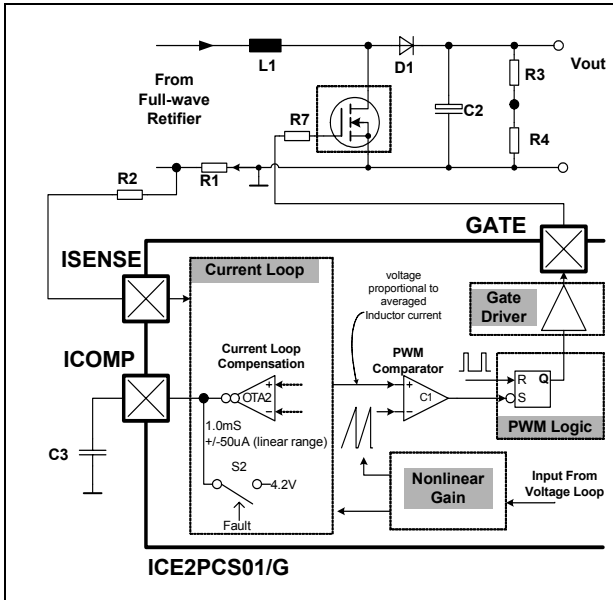 L1
D1
From
Full-wave
Retifier
R3
Vout
C2
R7
R4
R2
R1
GATE
ISENSE
Current Loop
voltage
proportional to
averaged
Inductor current
Gate
Driver
ICOMP
Current Loop
Compensation
PWM
Comparator
OTA2
C1
R Q
S
1.0mS
+/-50uA (linear range)
PWM Logic
C3
S2
4.2V
Nonlinear
Gain
Input From
Voltage Loop
Fault
ICE2PCS01/G